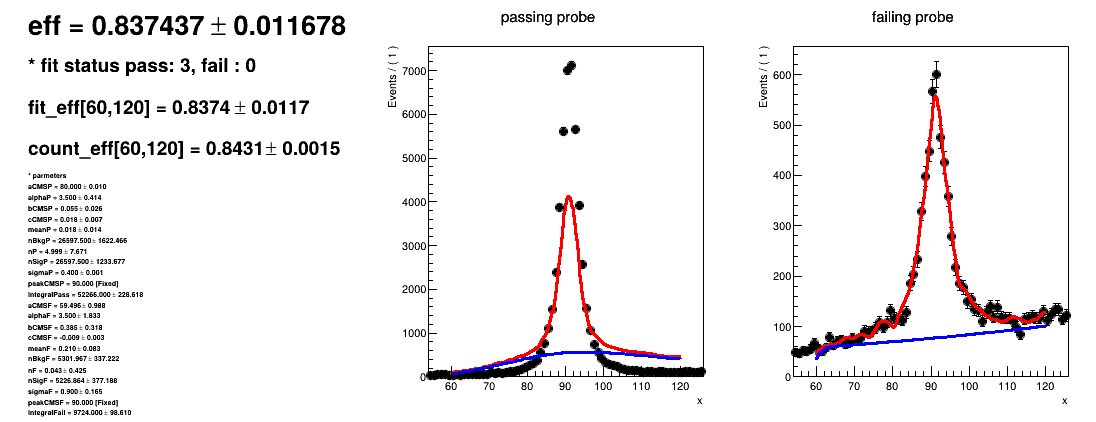 eff = 0.837437 ± 0.011678
* fit status pass: 3, fail : 0
fit_eff[60,120] = 0.8374 ± 0.0117
count_eff[60,120] = 0.8431± 0.0015
* parmeters
aCMSP = 80.000 ± 0.010
alphaP = 3.500 ± 0.414
bCMSP = 0.055 ± 0.026
cCMSP = 0.018 ± 0.007
meanP = 0.018 ± 0.014
nBkgP = 26597.500 ± 1622.466
nP = 4.999 ± 7.671
nSigP = 26597.500 ± 1233.677
sigmaP = 0.400 ± 0.001
peakCMSP = 90.000 [Fixed]
integralPass = 52266.000 ± 228.618
aCMSF = 59.496 ± 0.988
alphaF = 3.500 ± 1.833
bCMSF = 0.385 ± 0.318
cCMSF = -0.009 ± 0.003
meanF = 0.210 ± 0.083
nBkgF = 5301.967 ± 337.222
nF = 0.043 ± 0.425
nSigF = 5226.864 ± 377.188
sigmaF = 0.900 ± 0.165
peakCMSF = 90.000 [Fixed]
integralFail = 9724.000 ± 98.610
passing probe
Events / ( 1 )
7000
6000
5000
4000
3000
2000
1000
0
60 70 80 90 100 110 120
x
failing probe
Events / ( 1 )
600
500
400
300
200
100
0
60 70 80 90 100 110 120
x